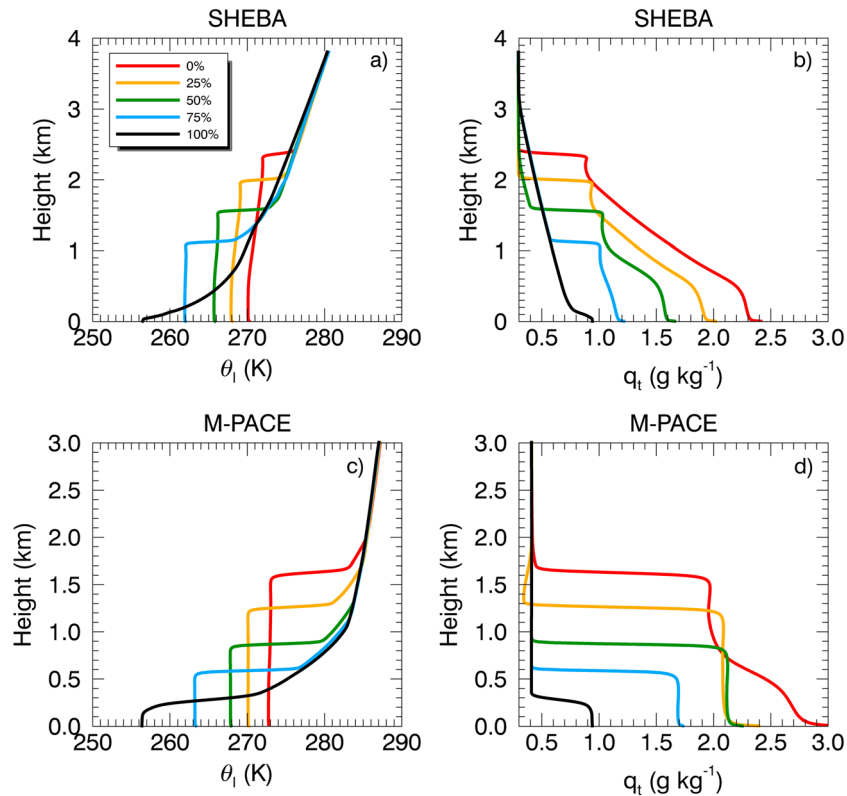 SHEBA
SHEBA
a)
b)
0%
25%
50%
75%
100%
Height (km)
4
3
2
1
0
250 260 270 280 290
θl (K)
Height (km)
4
3
2
1
0
0.5 1.0 1.5 2.0 2.5 3.0
qt (g kg-1)
M-PACE
M-PACE
c)
d)
Height (km)
3.0
2.5
2.0
1.5
1.0
0.5
0.0
250 260 270 280 290
θl (K)
Height (km)
3.0
2.5
2.0
1.5
1.0
0.5
0.0
0.5 1.0 1.5 2.0 2.5 3.0
qt (g kg-1)